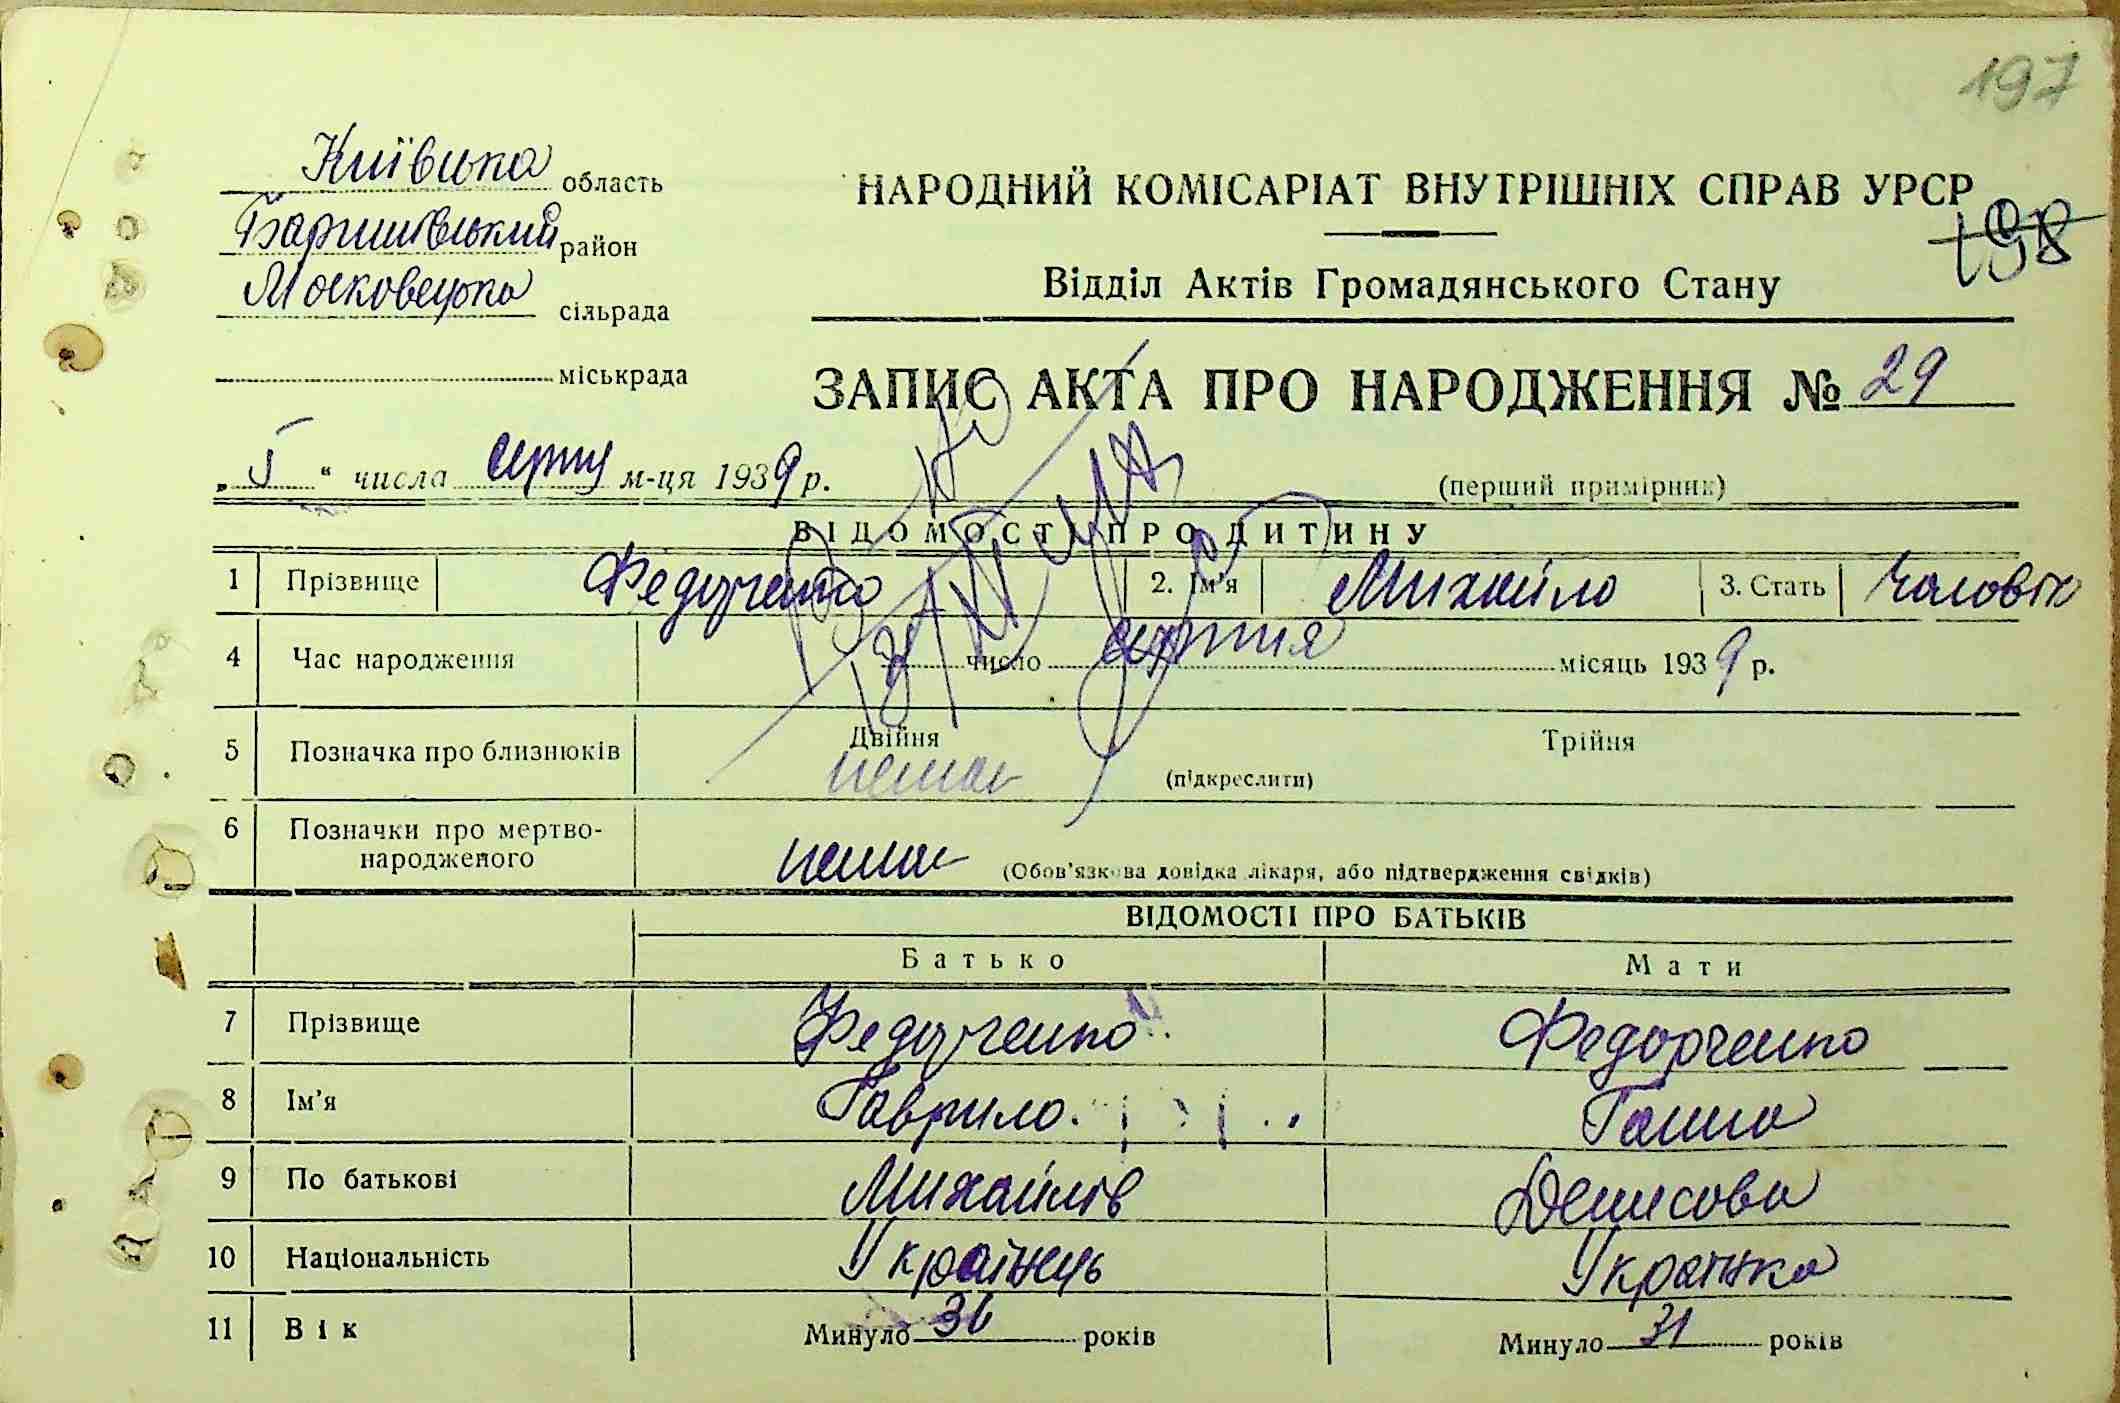 197
Київська область
НАРОДНИЙ КОМІСАРІАТ ВНУТРІШНІХ СПРАВ УРСР
Баришівський район
198
Відділ Актів Громадянського Стану
Московецька сільрада
міськрада
ЗАПИС АКТА ПРО НАРОДЖЕННЯ № 29
" числа серпня м-ця 1939 р.
(перший примірник)
ВІДОМОСТІ ПРО ДИТИНУ
1 Прізвище Федорченко 2. Ім'я Михайло 3. Стать Чоловік
4 Час народження число серпня місяць 1939 р.
5 Позначка про близнюків Двійня Трійня
немає (підкреслити)
6 Позначки про мертво-
народженого немає (Обов'язкова довідка лікаря, або підтвердження свідків)
ВІДОМОСТІ ПРО БАТЬКІВ
Батько Мати
7 Прізвище Федорченко Федорченко
8 Ім'я Гаврило Ганна
9 По батькові Михайлів Денисова
10 Національність Українець Українка
11 Вік Минуло 36 років Минуло 31 років